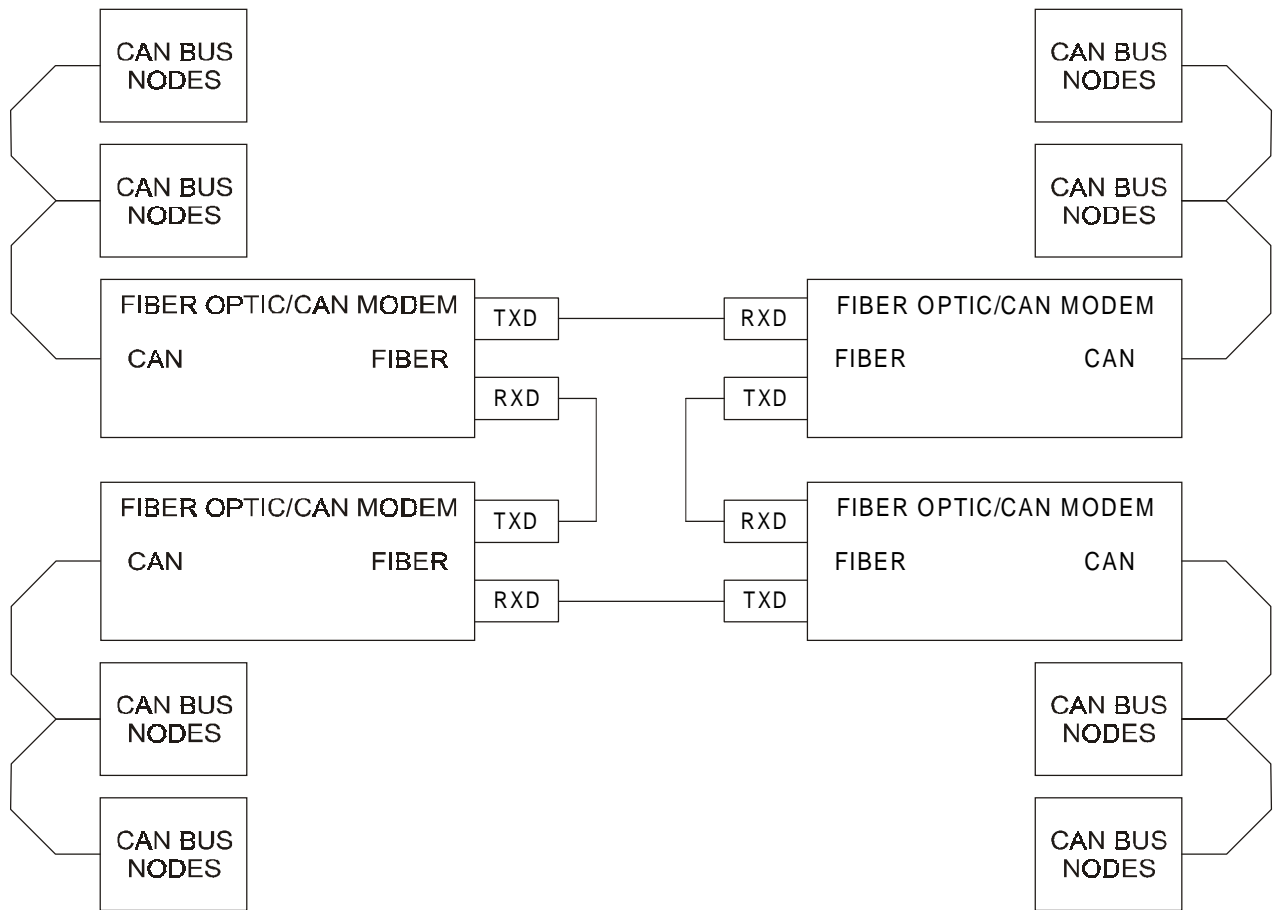 CAN BUS
NODES
CAN BUS
NODES
CAN BUS
NODES
CAN BUS
NODES
FIBER OPTIC/CAN MODEM
TXD
RXD
FIBER OPTIC/CAN MODEM
CAN
FIBER
FIBER
CAN
RXD
TXD
FIBER OPTIC/CAN MODEM
TXD
RXD
FIBER OPTIC/CAN MODEM
CAN
FIBER
FIBER
CAN
RXD
TXD
CAN BUS
NODES
CAN BUS
NODES
CAN BUS
NODES
CAN BUS
NODES